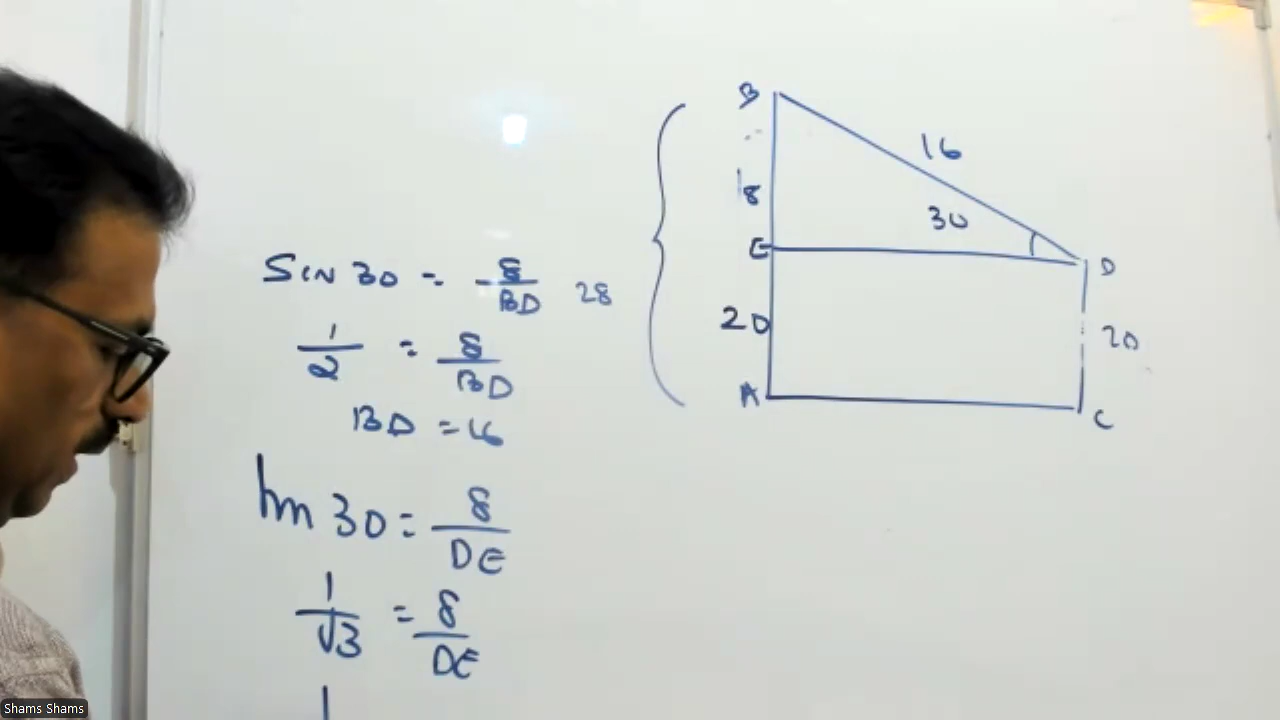 Sin 30 = 8/BD 28
1/2 = 8/BD
BD = 16
tan 30 = 8/DE
1/√3 = 8/DE
B
16
8
30
E
D
20
20
A
C
Shams Shams